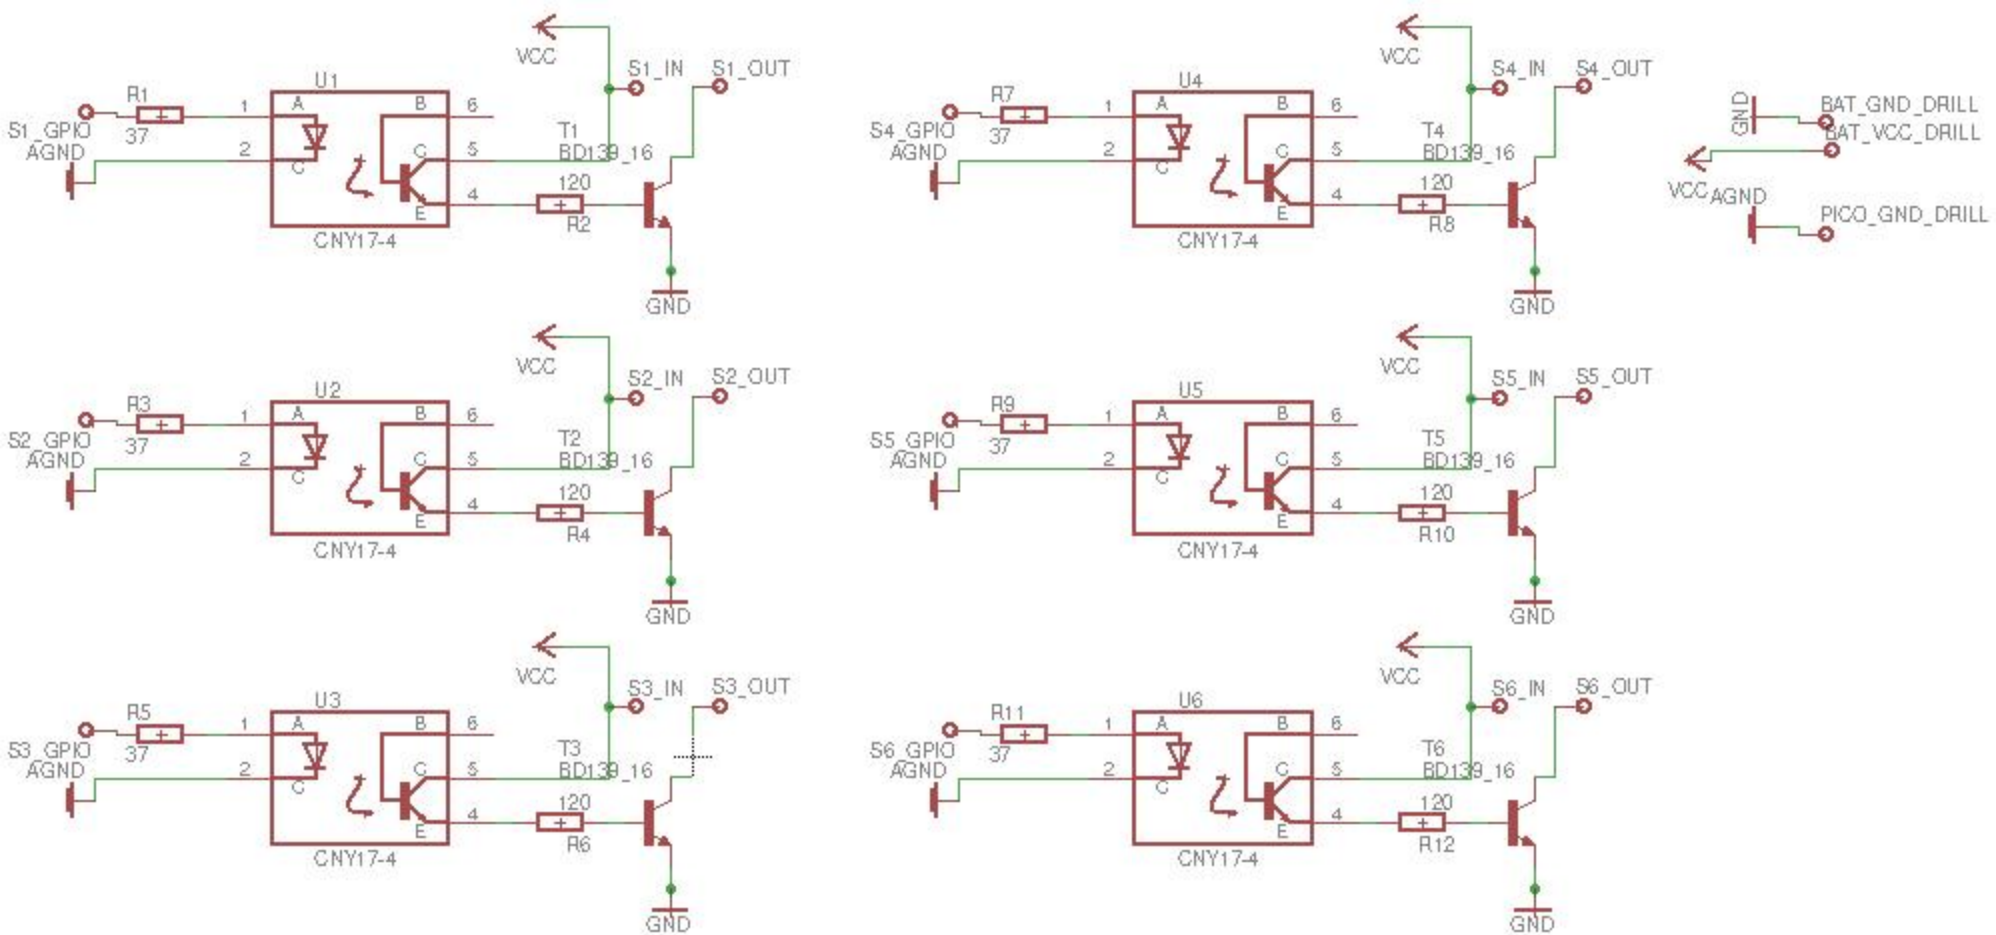 VCC
S1_IN
S1_OUT
U1
R1
1
A
B
6
S1_GPIO
37
T1
AGND
2
C
C
5
BD139_16
120
4
E
R2
CNY17-4
GND
VCC
S4_IN
S4_OUT
U4
R7
1
A
B
6
S4_GPIO
37
T4
AGND
2
C
C
5
BD139_16
120
4
E
R8
CNY17-4
GND
GND
BAT_GND_DRILL
BAT_VCC_DRILL
VCC
AGND
PICO_GND_DRILL
VCC
S2_IN
S2_OUT
U2
R3
1
A
B
6
S2_GPIO
37
T2
AGND
2
C
C
5
BD139_16
120
4
E
R4
CNY17-4
GND
VCC
S5_IN
S5_OUT
U5
R9
1
A
B
6
S5_GPIO
37
T5
AGND
2
C
C
5
BD139_16
120
4
E
R10
CNY17-4
GND
VCC
S3_IN
S3_OUT
U3
R5
1
A
B
6
S3_GPIO
37
T3
AGND
2
C
C
5
BD139_16
120
4
E
R6
CNY17-4
GND
VCC
S6_IN
S6_OUT
U6
R11
1
A
B
6
S6_GPIO
37
T6
AGND
2
C
C
5
BD139_16
120
4
E
R12
CNY17-4
GND